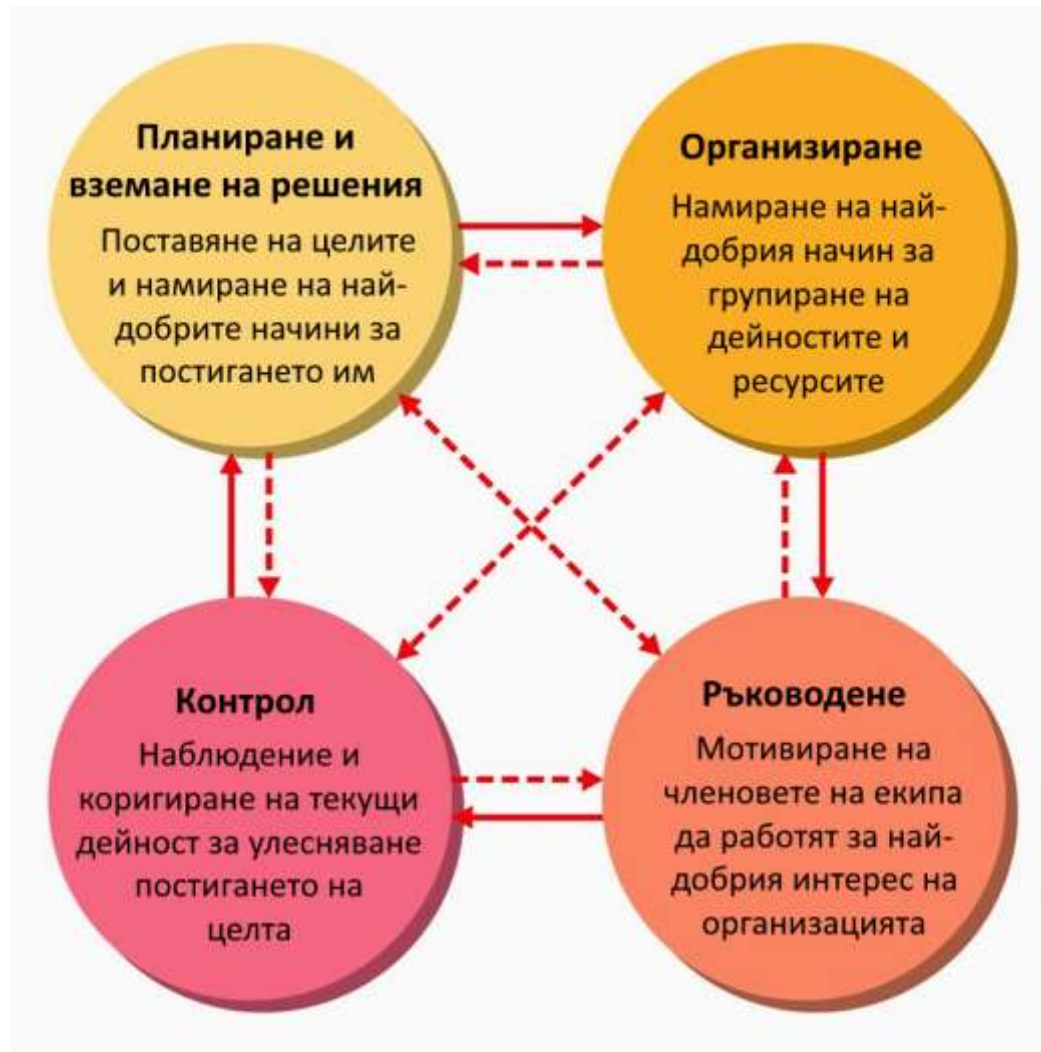 Планиране и
вземане на решения
Поставяне на целите
и намиране на най-
добрите начини за
постигането им
Организиране
Намиране на най-
добрия начин за
групиране на
дейностите и
ресурсите
Контрол
Наблюдение и
коригиране на текущи
дейност за улесняване
постигането на
целта
Ръководене
Мотивиране на
членовете на екипа
да работят за най-
добрия интерес на
организацията